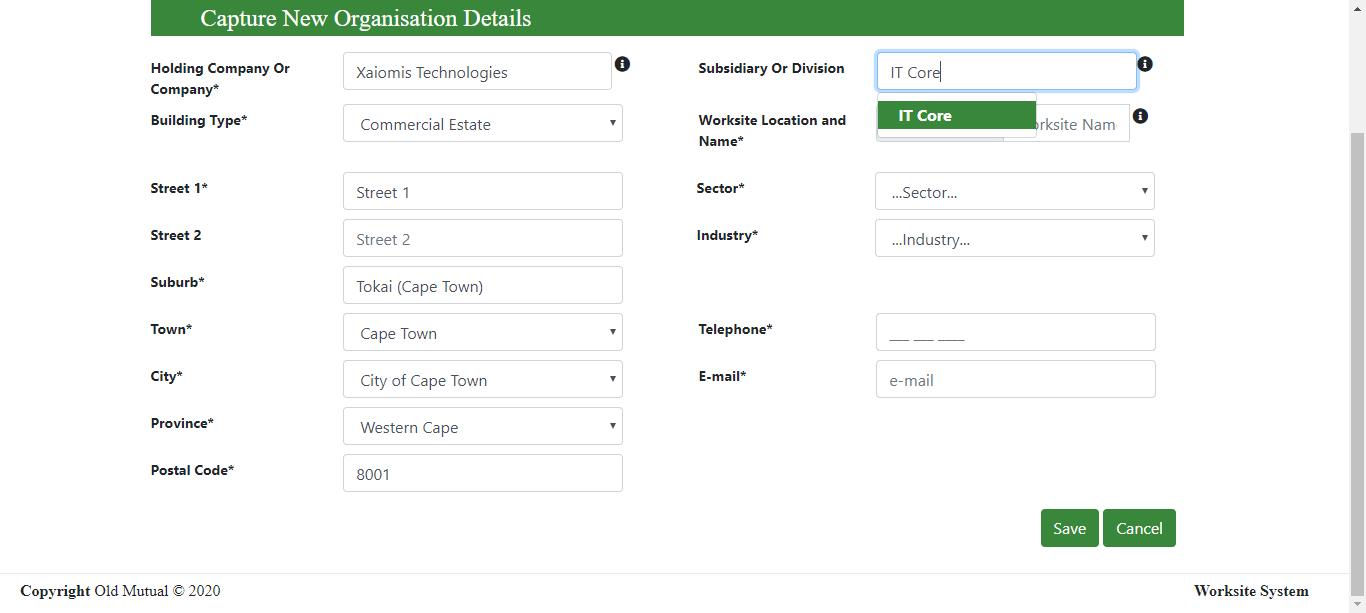 Capture New Organisation Details
Holding Company Or
Company*
Xaiomis Technologies
Subsidiary Or Division
IT Core
IT Core
Building Type*
Commercial Estate
Worksite Location and
Name*
Street 1*
Street 1
Sector*
...Sector...
Street 2
Street 2
Industry*
...Industry...
Suburb*
Tokai (Cape Town)
Town*
Cape Town
Telephone*
___ ___ ____
City*
City of Cape Town
E-mail*
e-mail
Province*
Western Cape
Postal Code*
8001
Save
Cancel
Copyright Old Mutual © 2020
Worksite System